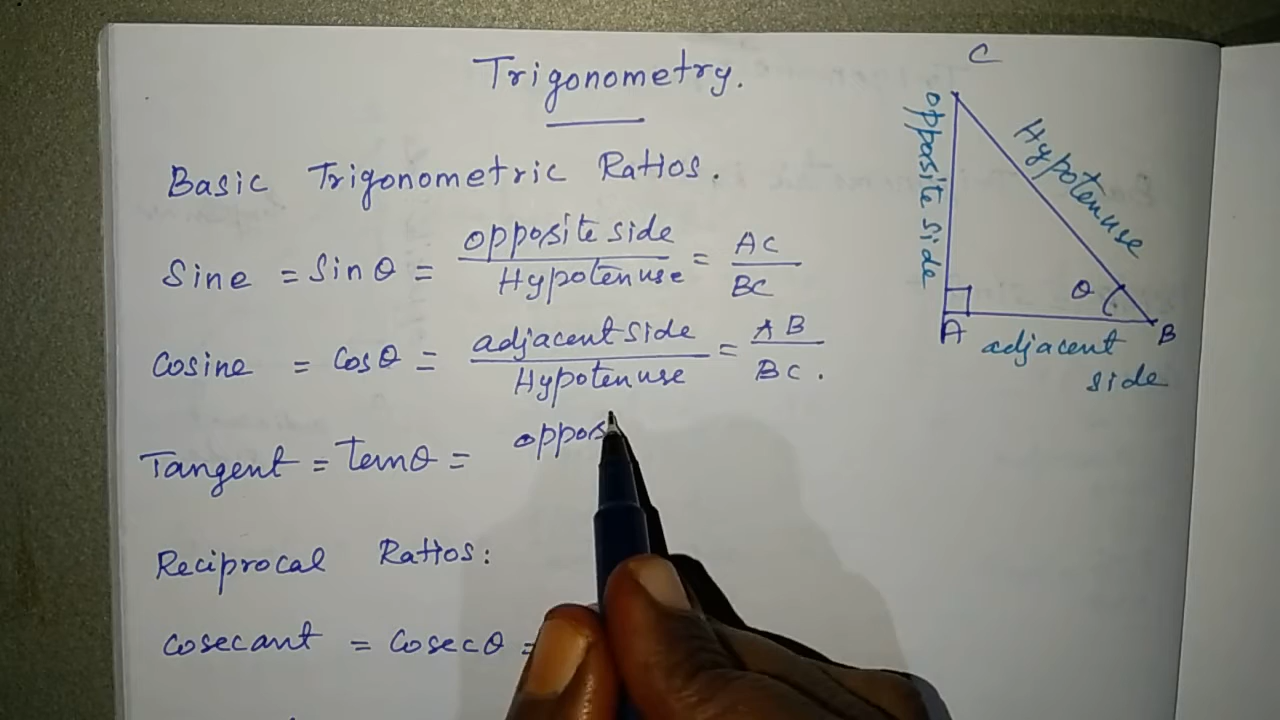 Trigonometry.
Basic Trigonometric Ratios.
Sine = Sin θ = opposite side / Hypotenuse = AC / BC
Cosine = Cos θ = adjacent side / Hypotenuse = AB / BC.
Tangent = Tan θ = oppos
Reciprocal Ratios:
Cosecant = Cosec θ =
C
opposite side
Hypotenuse
θ
A
B
adjacent
side